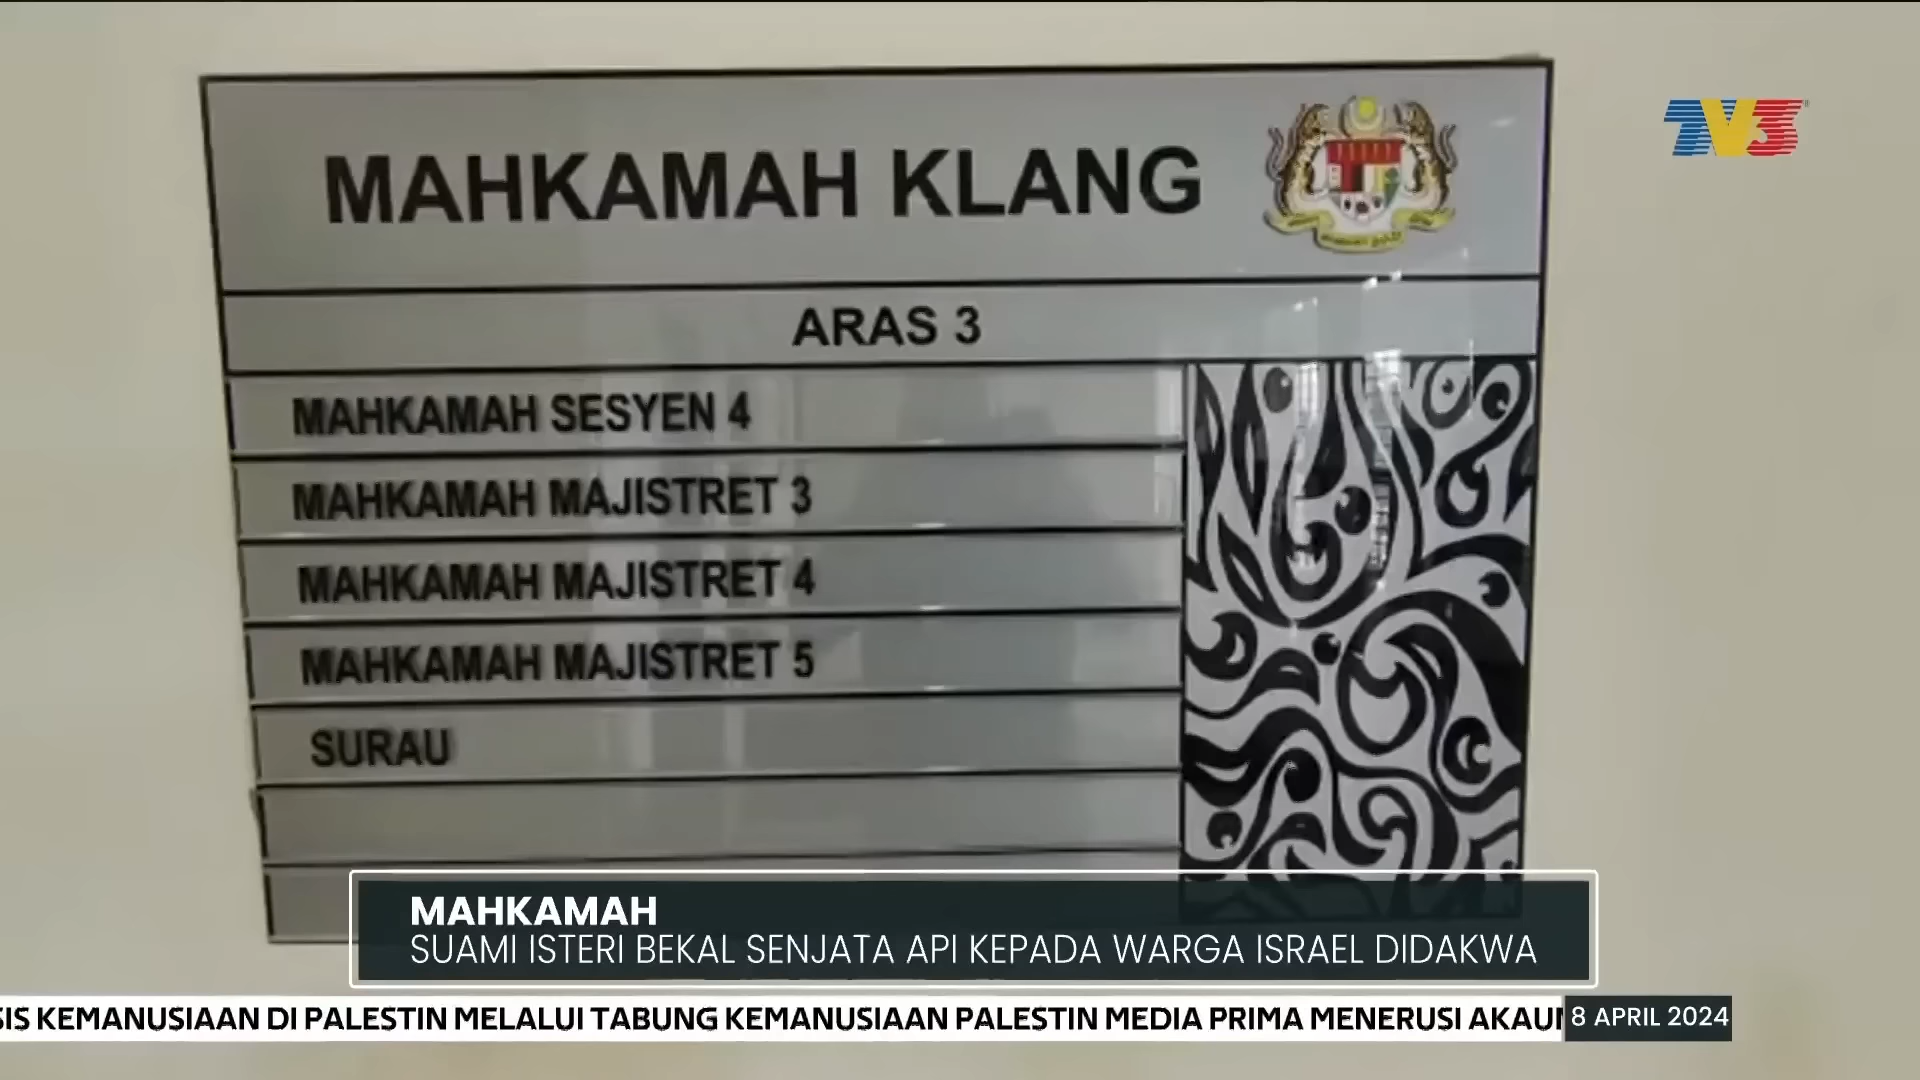 MAHKAMAH KLANG
TV3
ARAS 3
MAHKAMAH SESYEN 4
MAHKAMAH MAJISTRET 3
MAHKAMAH MAJISTRET 4
MAHKAMAH MAJISTRET 5
SURAU
MAHKAMAH
SUAMI ISTERI BEKAL SENJATA API KEPADA WARGA ISRAEL DIDAKWA
SIS KEMANUSIAAN DI PALESTIN MELALUI TABUNG KEMANUSIAAN PALESTIN MEDIA PRIMA MENERUSI AKAUN
8 APRIL 2024